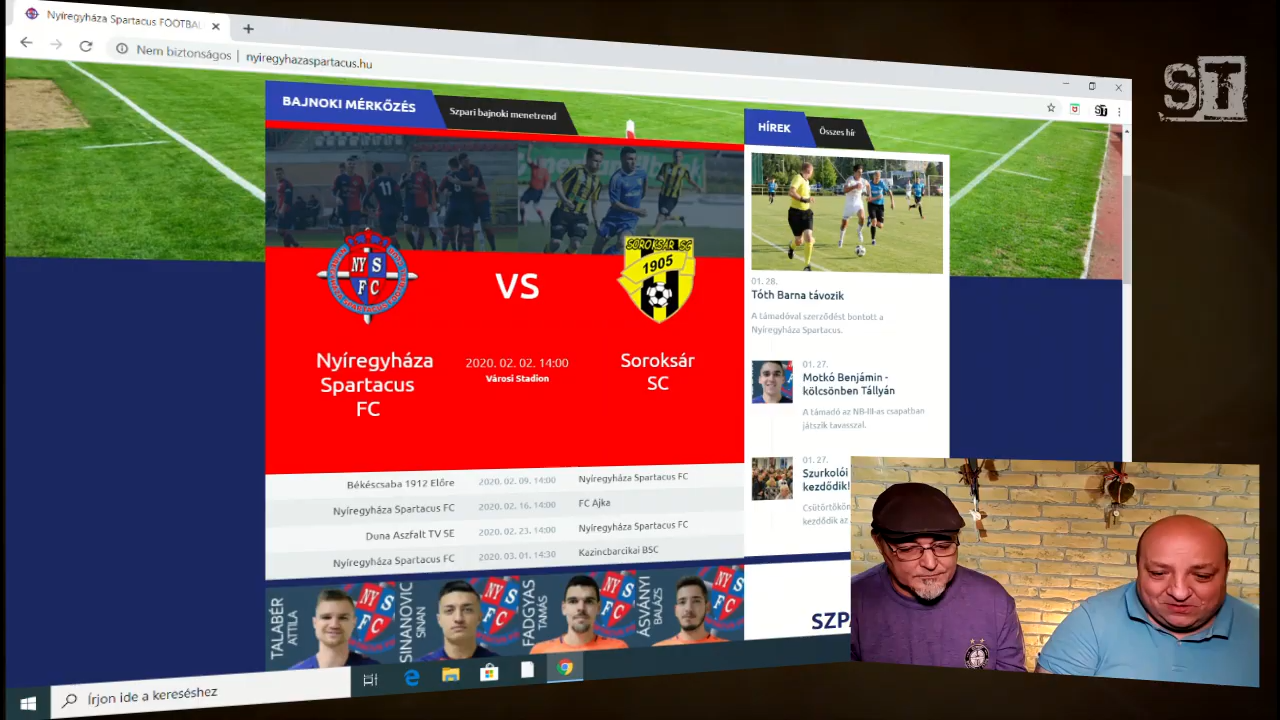 Nyíregyháza Spartacus FOOTBAL
Nem biztonságos | nyiregyhazaspartacus.hu
ST
BAJNOKI MÉRKŐZÉS
Szpari bajnoki menetrend
11
NY S
F C
SOROKSÁR SC
1905
VS
Nyíregyháza
Spartacus
FC
2020. 02. 02. 14:00
Városi Stadion
Soroksár
SC
Békéscsaba 1912 Előre 2020. 02. 09. 14:00 Nyíregyháza Spartacus FC
Nyíregyháza Spartacus FC 2020. 02. 16. 14:00 FC Ajka
Duna Aszfalt TV SE 2020. 02. 23. 14:00 Nyíregyháza Spartacus FC
Nyíregyháza Spartacus FC 2020. 03. 01. 14:30 Kazincbarcikai BSC
HÍREK
Összes hír
01. 28.
Tóth Barna távozik
A támadóval szerződést bontott a
Nyíregyháza Spartacus.
01. 27.
Motkó Benjámin -
kölcsönben Tállyán
A támadó az NB-III-as csapatban
játszik tavasszal.
01. 27.
Szurkolói
kezdődik!
Csütörtökön
kezdődik az
TALABÉR
ATTILA
SINANOVIC
SINAN
FADGYAS
TAMÁS
ÁSVÁNYI
BALÁZS
SZPA
Írjon ide a kereséshez